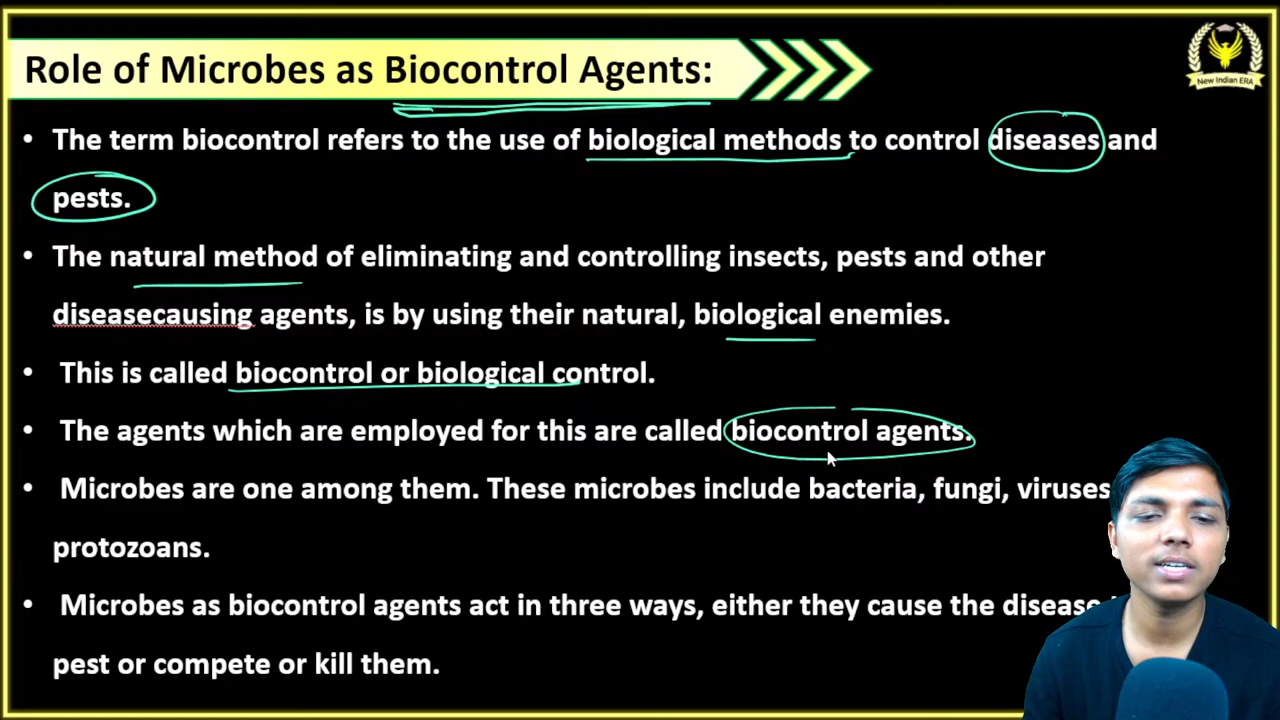 Role of Microbes as Biocontrol Agents:
New Indian ERA
• The term biocontrol refers to the use of biological methods to control diseases and
pests.
• The natural method of eliminating and controlling insects, pests and other
diseasecausing agents, is by using their natural, biological enemies.
• This is called biocontrol or biological control.
• The agents which are employed for this are called biocontrol agents.
• Microbes are one among them. These microbes include bacteria, fungi, viruses
protozoans.
• Microbes as biocontrol agents act in three ways, either they cause the disease
pest or compete or kill them.